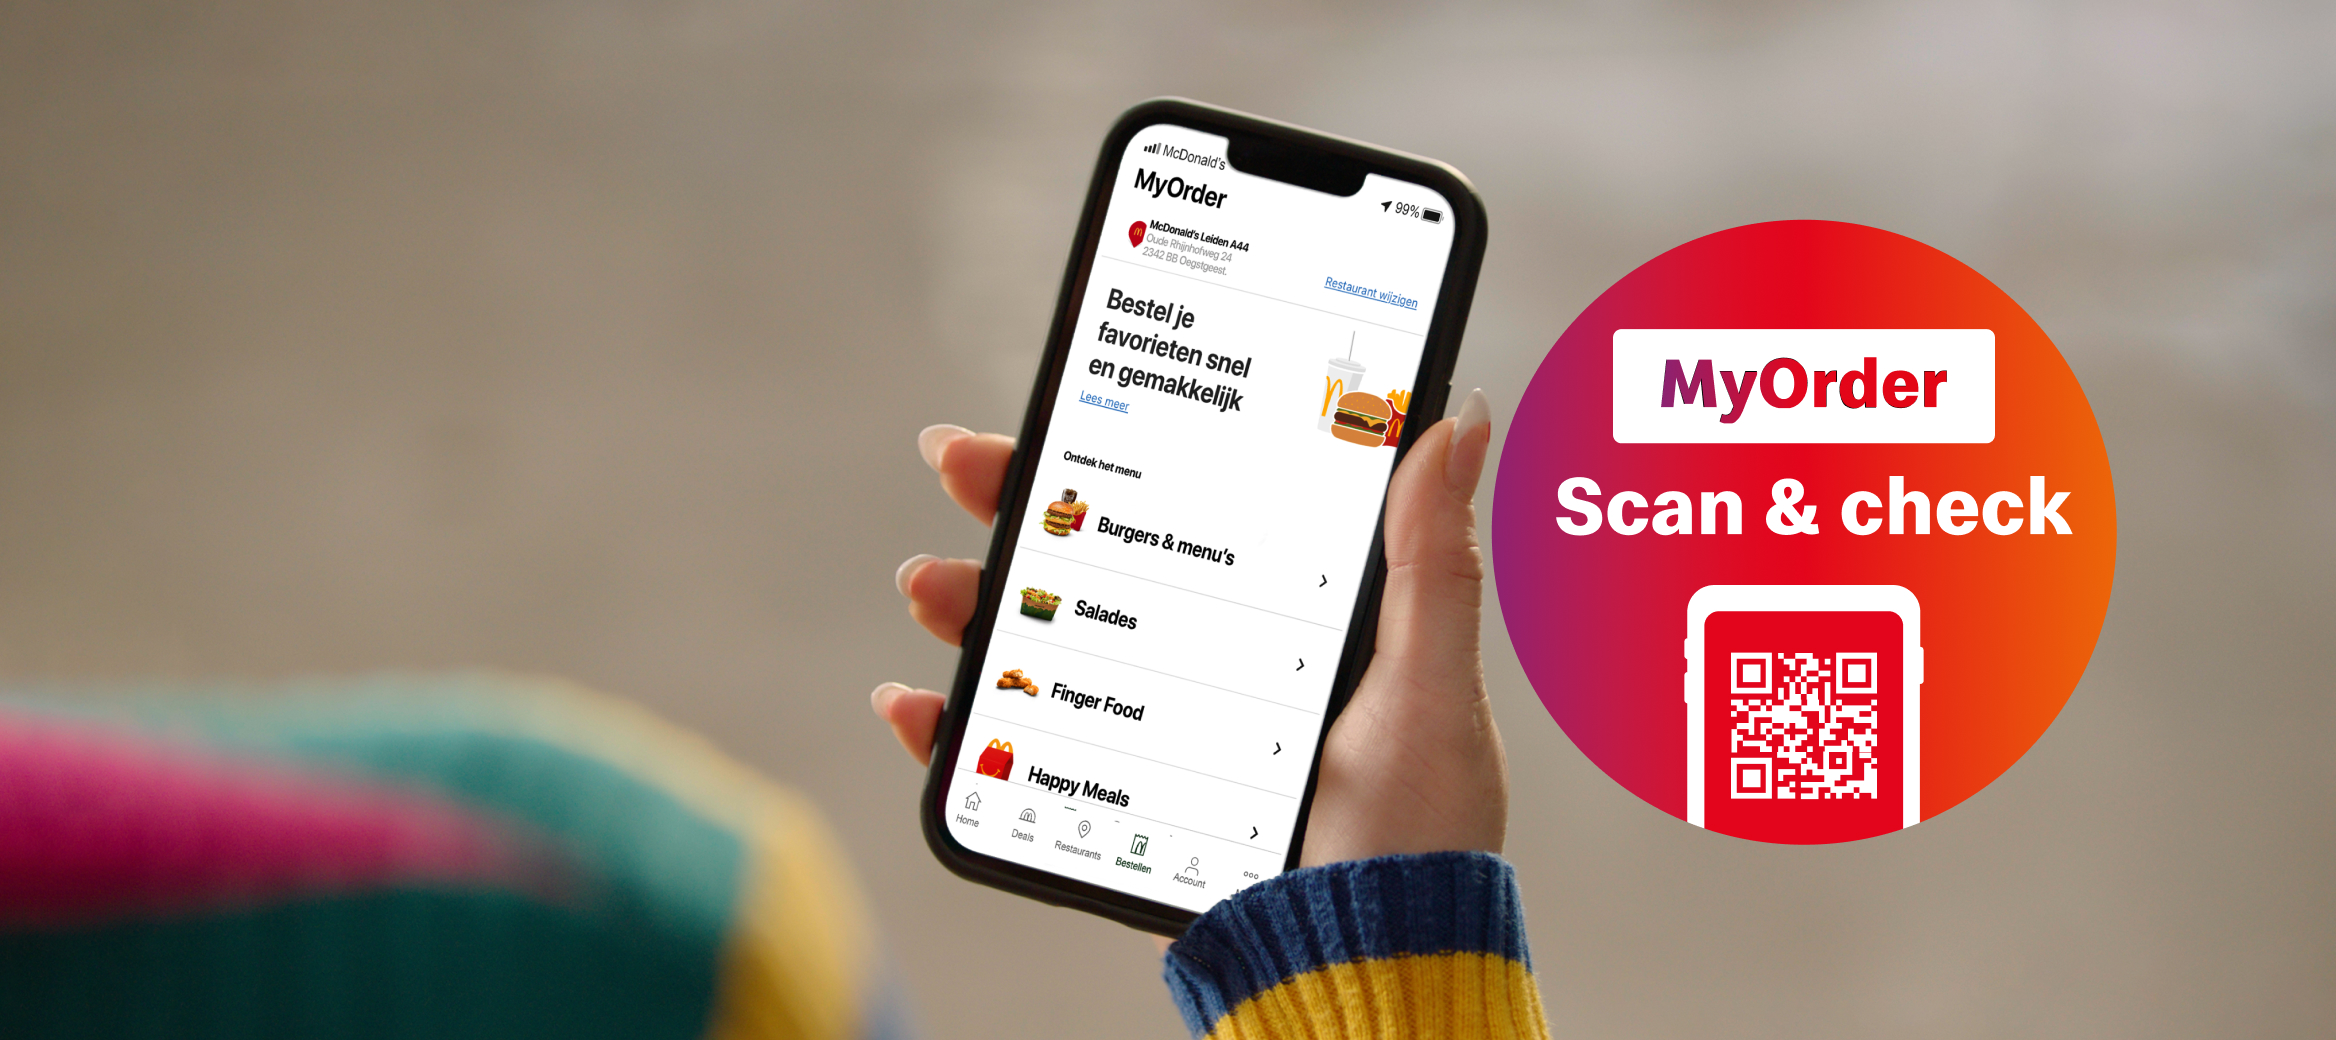 McDonald's
99%
MyOrder
McDonald's Leiden A44
Oude Rhijnhofweg 24
2342 BB Oegstgeest.
Restaurant wijzigen
Bestel je
favorieten snel
en gemakkelijk
Lees meer
Ontdek het menu
Burgers & menu's
Salades
Finger Food
Happy Meals
Home
Deals
Restaurants
Bestellen
Account
MyOrder
Scan & check